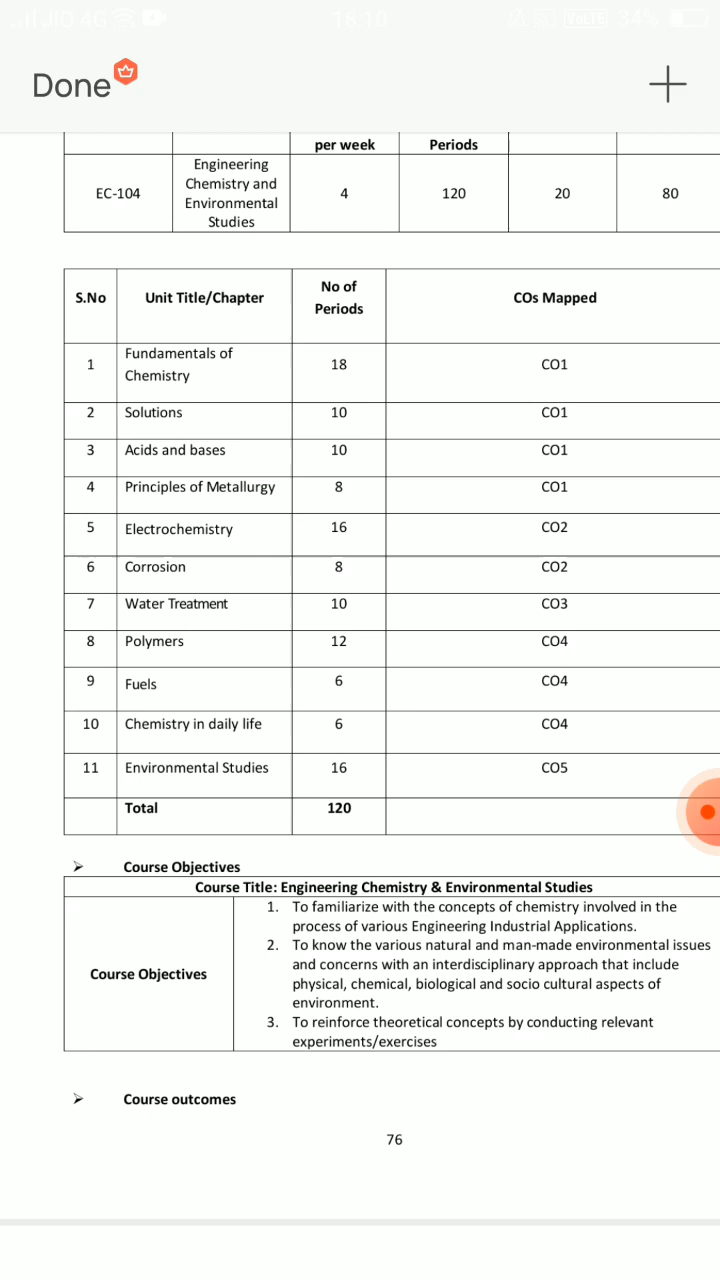 JIO 4G 18:10 VoLTE 34%
Done
per week Periods
EC-104 Engineering Chemistry and Environmental Studies 4 120 20 80
S.No Unit Title/Chapter No of Periods COs Mapped
1 Fundamentals of Chemistry 18 CO1
2 Solutions 10 CO1
3 Acids and bases 10 CO1
4 Principles of Metallurgy 8 CO1
5 Electrochemistry 16 CO2
6 Corrosion 8 CO2
7 Water Treatment 10 CO3
8 Polymers 12 CO4
9 Fuels 6 CO4
10 Chemistry in daily life 6 CO4
11 Environmental Studies 16 CO5
Total 120
➢ Course Objectives
Course Title: Engineering Chemistry & Environmental Studies
Course Objectives
1. To familiarize with the concepts of chemistry involved in the
process of various Engineering Industrial Applications.
2. To know the various natural and man-made environmental issues
and concerns with an interdisciplinary approach that include
physical, chemical, biological and socio cultural aspects of
environment.
3. To reinforce theoretical concepts by conducting relevant
experiments/exercises
➢ Course outcomes
76